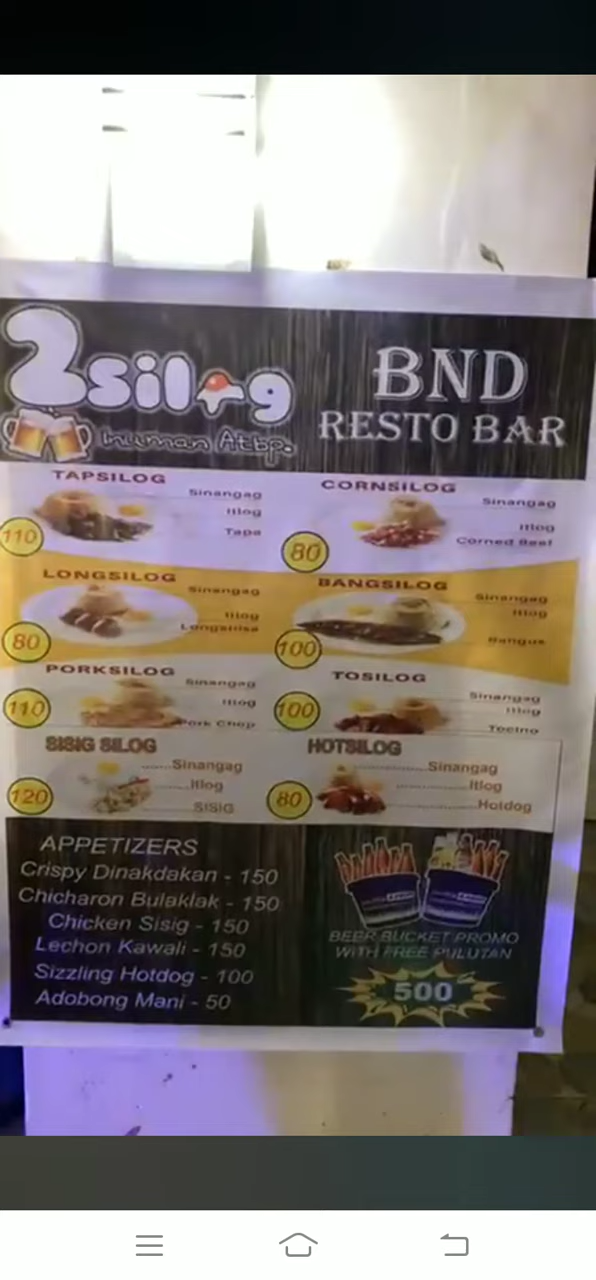 2silog
Inuman Atbp.
BND
RESTO BAR
TAPSILOG
Sinangag
Itlog
Tapa
110
CORNSILOG
Sinangag
Itlog
Corned Beef
80
LONGSILOG
Sinangag
Itlog
Longanisa
80
BANGSILOG
Sinangag
Itlog
Bangus
100
PORKSILOG
Sinangag
Itlog
Pork Chop
110
TOSILOG
Sinangag
Itlog
Tocino
100
SISIG SILOG
.......Sinangag
......Itlog
SISIG
120
HOTSILOG
....................Sinangag
..................Itlog
.......................Hotdog
80
APPETIZERS
Crispy Dinakdakan - 150
Chicharon Bulaklak - 150
Chicken Sisig - 150
Lechon Kawali - 150
Sizzling Hotdog - 100
Adobong Mani - 50
BEER BUCKET PROMO
WITH FREE PULUTAN
500